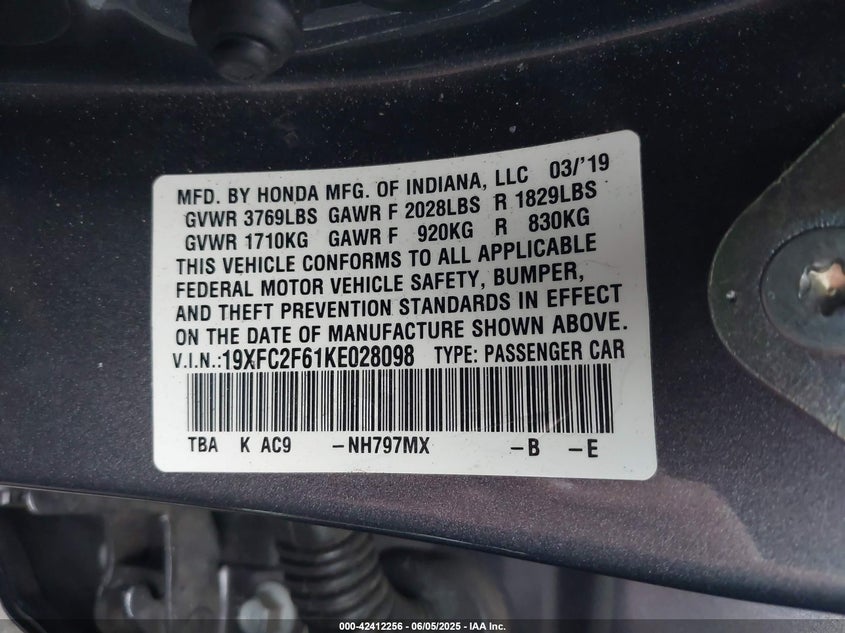 MFD. BY HONDA MFG. OF INDIANA, LLC 03/'19
GVWR 3769LBS GAWR F 2028LBS R 1829LBS
GVWR 1710KG GAWR F 920KG R 830KG
THIS VEHICLE CONFORMS TO ALL APPLICABLE
FEDERAL MOTOR VEHICLE SAFETY, BUMPER,
AND THEFT PREVENTION STANDARDS IN EFFECT
ON THE DATE OF MANUFACTURE SHOWN ABOVE.
V.I.N.:19XFC2F61KE028098 TYPE: PASSENGER CAR
TBA K AC9 -NH797MX -B -E
000-42412256 - 06/05/2025 - IAA Inc.